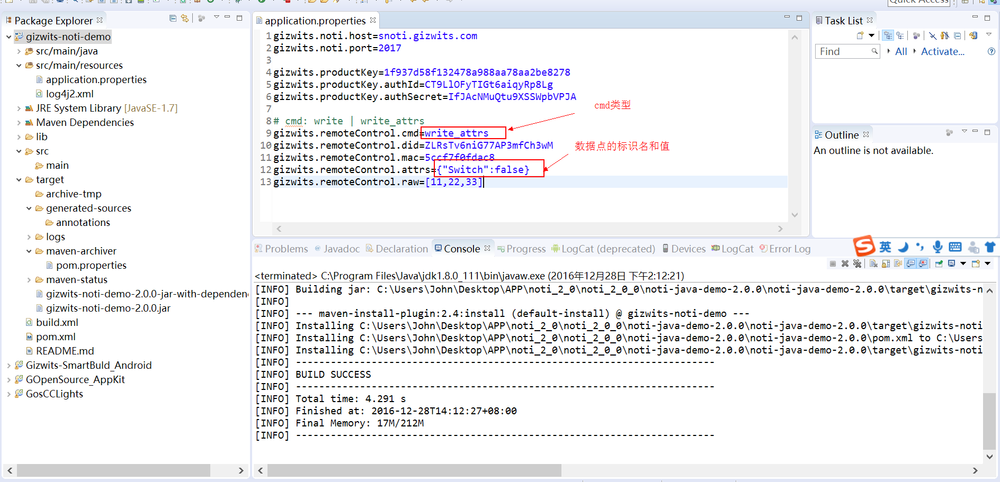 Quick Access
Package Explorer
gizwits-noti-demo
src/main/java
src/main/resources
application.properties
log4j2.xml
JRE System Library [JavaSE-1.7]
Maven Dependencies
lib
src
main
target
archive-tmp
generated-sources
annotations
logs
maven-archiver
pom.properties
maven-status
gizwits-noti-demo-2.0.0-jar-with-depende
gizwits-noti-demo-2.0.0.jar
build.xml
pom.xml
README.md
Gizwits-SmartBuld_Android
GOpenSource_AppKit
GosCCLights
application.properties
1 gizwits.noti.host=snoti.gizwits.com
2 gizwits.noti.port=2017
3
4 gizwits.productKey=1f937d58f132478a988aa78aa2be8278
5 gizwits.productKey.authId=CT9LlOFyTIGt6aiqyRp8Lg
6 gizwits.productKey.authSecret=IfJAcNMuQtu9XSSWpbVPJA
7
8 # cmd: write | write_attrs
9 gizwits.remoteControl.cmd=write_attrs
10 gizwits.remoteControl.did=ZLRsTv6niG77AP3mfCh3wM
11 gizwits.remoteControl.mac=5ccf7f0fdac8
12 gizwits.remoteControl.attrs={"Switch":false}
13 gizwits.remoteControl.raw=[11,22,33]
cmd类型
数据点的标识名和值
Task List
Find
All
Activate...
Outline
An outline is not available.
英
Problems @ Javadoc Declaration Console Progress LogCat (deprecated) Devices LogCat Error Log
<terminated> C:\Program Files\Java\jdk1.8.0_111\bin\javaw.exe (2016年12月28日 下午2:12:21)
[INFO] Building jar: C:\Users\John\Desktop\APP\noti_2_0\noti_2_0_0\noti-java-demo-2.0.0\noti-java-demo-2.0.0\target\gizwits-n
[INFO]
[INFO] --- maven-install-plugin:2.4:install (default-install) @ gizwits-noti-demo ---
[INFO] Installing C:\Users\John\Desktop\APP\noti_2_0\noti_2_0_0\noti-java-demo-2.0.0\noti-java-demo-2.0.0\target\gizwits-noti
[INFO] Installing C:\Users\John\Desktop\APP\noti_2_0\noti_2_0_0\noti-java-demo-2.0.0\noti-java-demo-2.0.0\pom.xml to C:\Users
[INFO] Installing C:\Users\John\Desktop\APP\noti_2_0\noti_2_0_0\noti-java-demo-2.0.0\noti-java-demo-2.0.0\target\gizwits-noti
[INFO] ------------------------------------------------------------------------
[INFO] BUILD SUCCESS
[INFO] ------------------------------------------------------------------------
[INFO] Total time: 4.291 s
[INFO] Finished at: 2016-12-28T14:12:27+08:00
[INFO] Final Memory: 17M/212M
[INFO] ------------------------------------------------------------------------